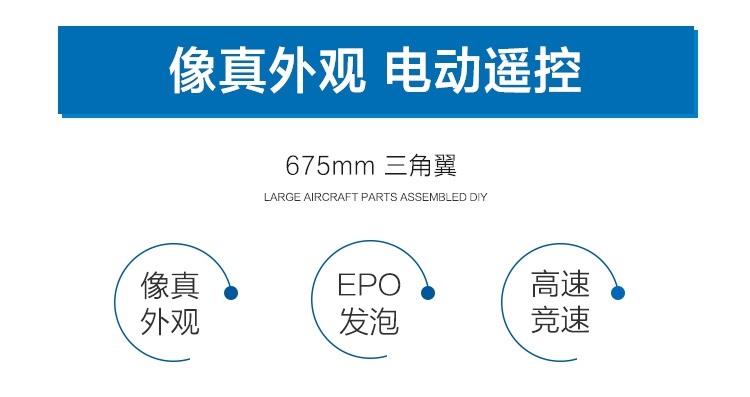 像真外观 电动遥控
675mm 三角翼
LARGE AIRCRAFT PARTS ASSEMBLED DIY
像真
外观
EPO
发泡
高速
竞速